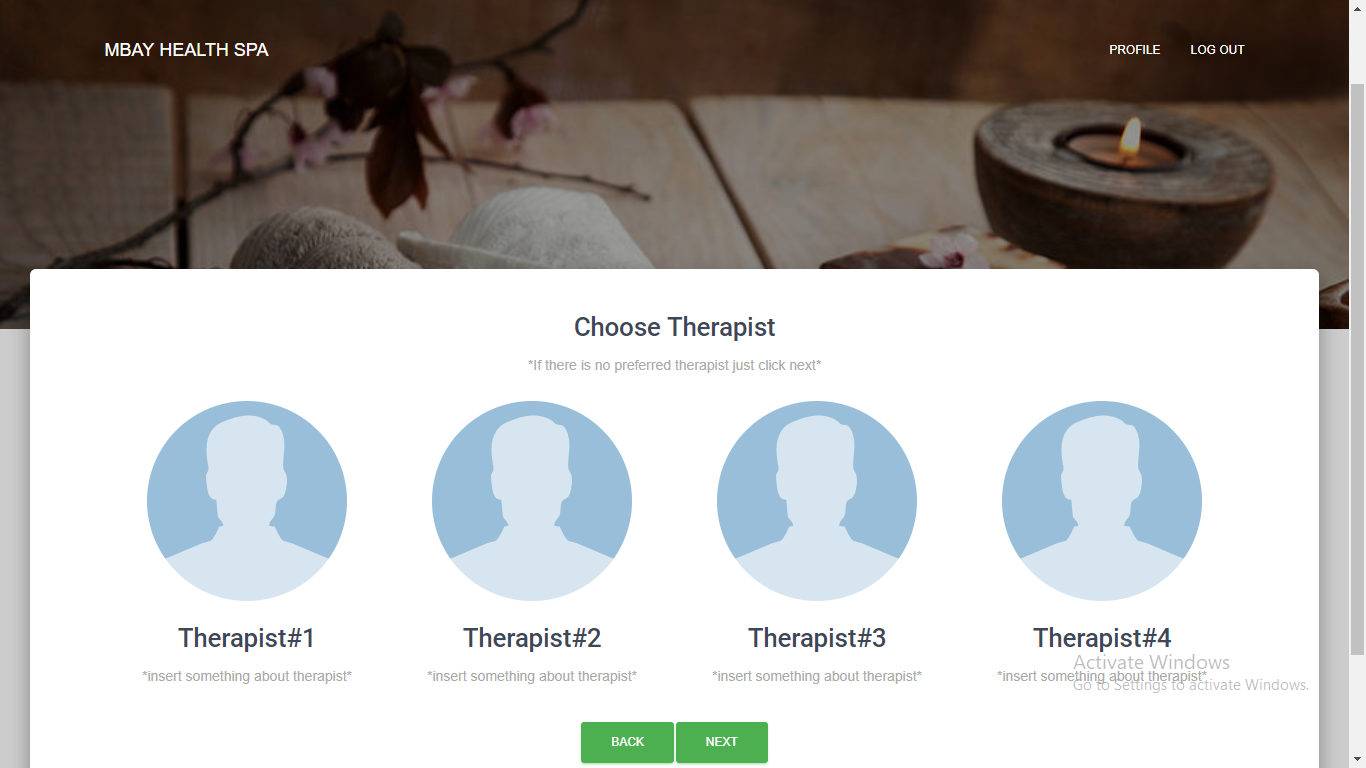 MBAY HEALTH SPA
PROFILE
LOG OUT
Choose Therapist
*If there is no preferred therapist just click next*
Therapist#1
Therapist#2
Therapist#3
Therapist#4
*insert something about therapist*
*insert something about therapist*
*insert something about therapist*
*insert something about therapist*
Activate Windows
Go to Settings to activate Windows.
BACK
NEXT